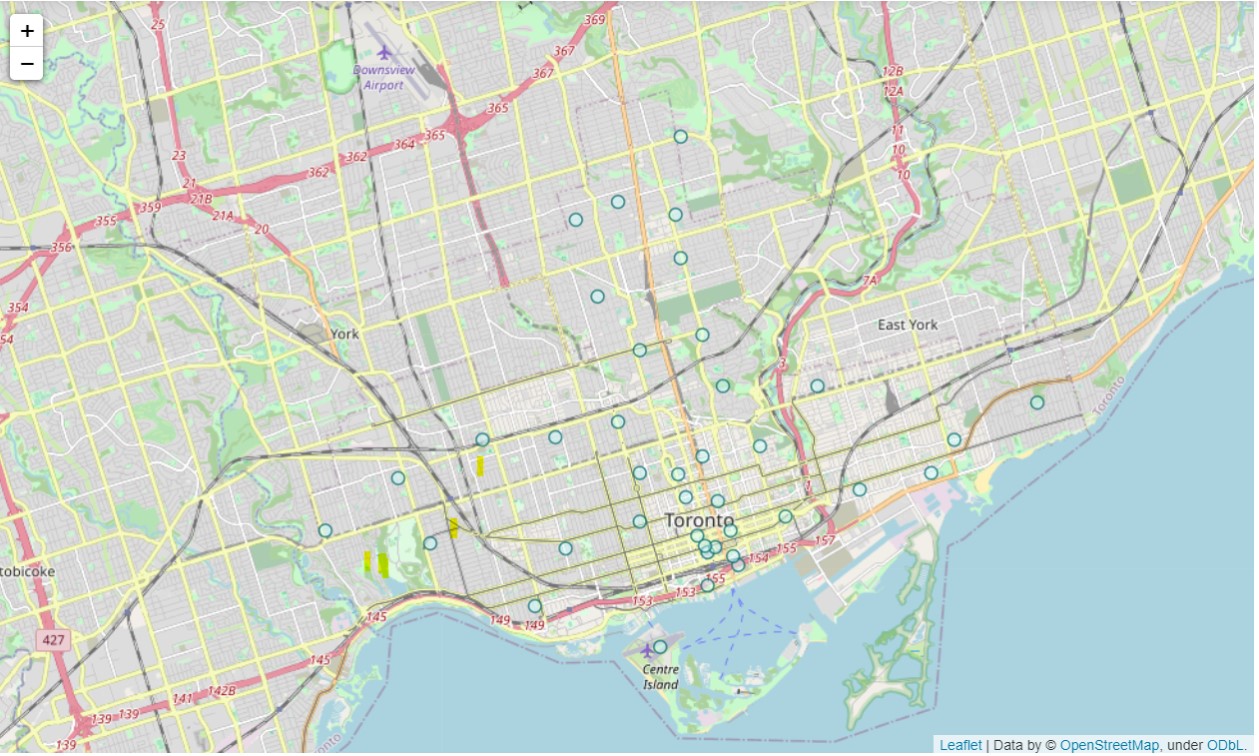 +
−
25
369
367
367
Downsview
Airport
12B
12A
365
365
11
364
10
23
362
362
10
21
21B
359
21A
355
20
356
7A
354
54
York
East York
3
Toronto
1
Toronto
157
155
154
tobicoke
155
153
153
145
149
149
427
145
Centre
Island
142B
141
139
139
139
onto
Leaflet | Data by © OpenStreetMap, under ODbL.